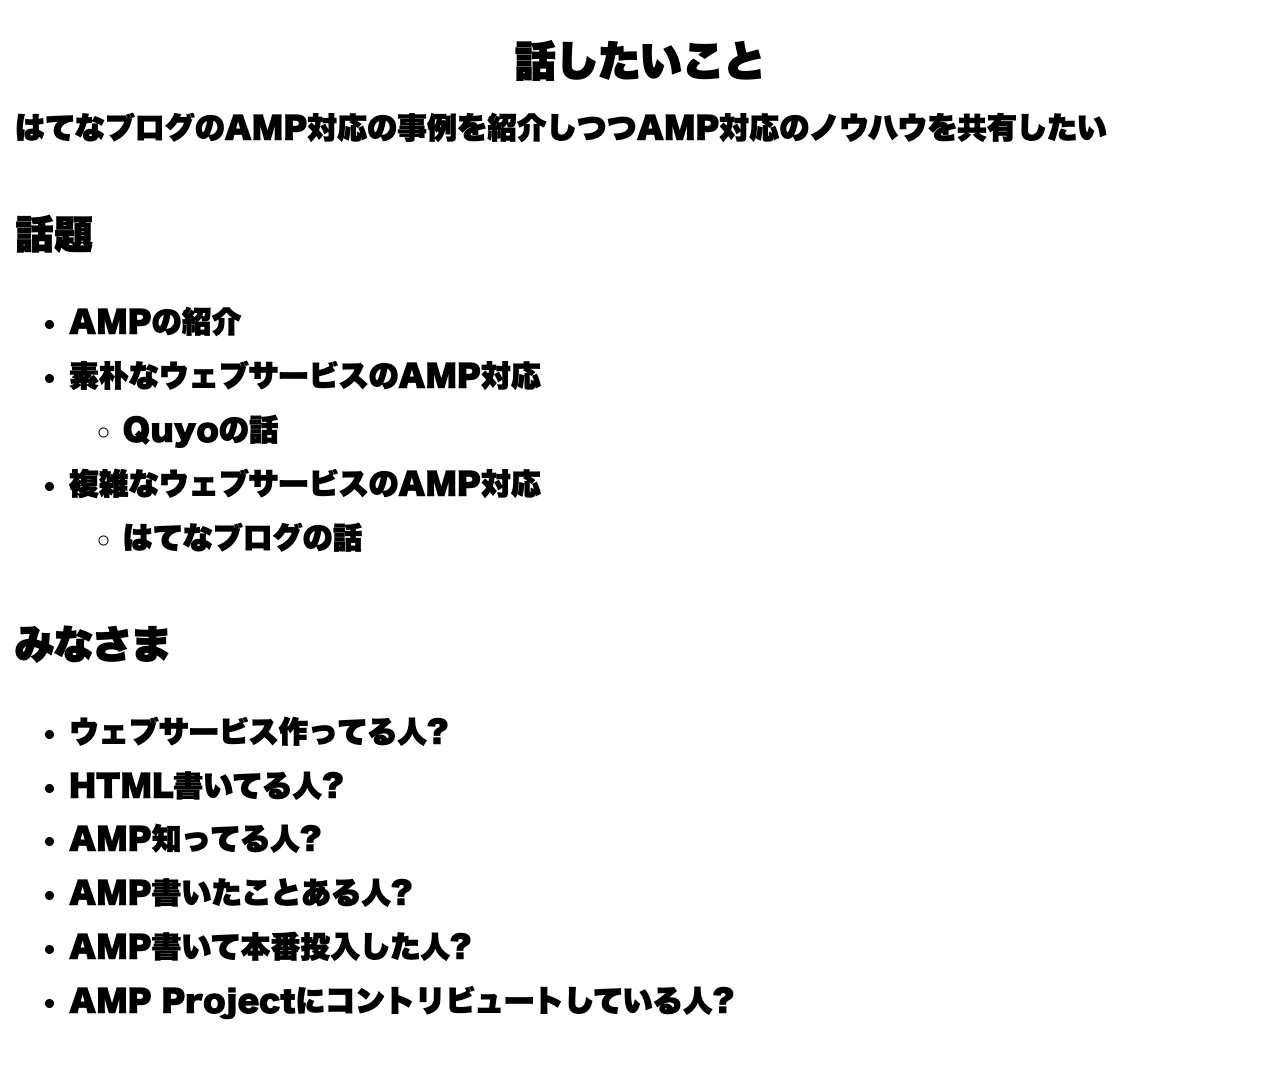 話したいこと
はてなブログのAMP対応の事例を紹介しつつAMP対応のノウハウを共有したい
話題
• AMPの紹介
• 素朴なウェブサービスのAMP対応
◦ Quyoの話
• 複雑なウェブサービスのAMP対応
◦ はてなブログの話
みなさま
• ウェブサービス作ってる人?
• HTML書いてる人?
• AMP知ってる人?
• AMP書いたことある人?
• AMP書いて本番投入した人?
• AMP Projectにコントリビュートしている人?